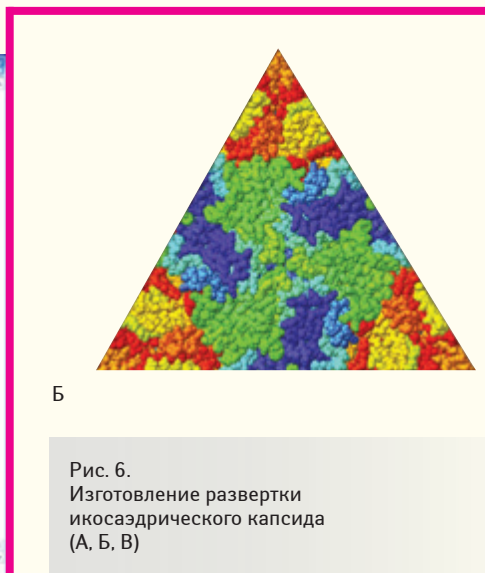 Б
Рис. 6.
Изготовление развертки
икосаэдрического капсида
(А, Б, В)